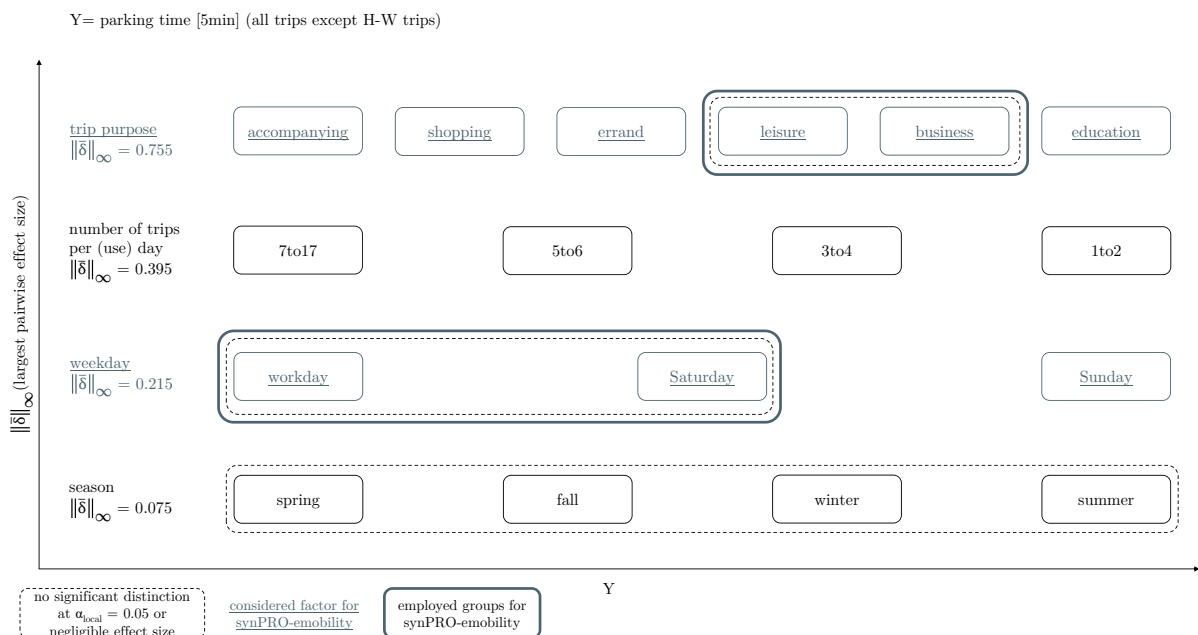 Y= parking time [5min] (all trips except H-W trips)
‖δ̄‖∞(largest pairwise effect size)
trip purpose
‖δ̄‖∞ = 0.755
accompanying
shopping
errand
leisure
business
education
number of trips
per (use) day
‖δ̄‖∞ = 0.395
7to17
5to6
3to4
1to2
weekday
‖δ̄‖∞ = 0.215
workday
Saturday
Sunday
season
‖δ̄‖∞ = 0.075
spring
fall
winter
summer
Y
no significant distinction
at αlocal = 0.05 or
negligible effect size
considered factor for
synPRO-emobility
employed groups for
synPRO-emobility